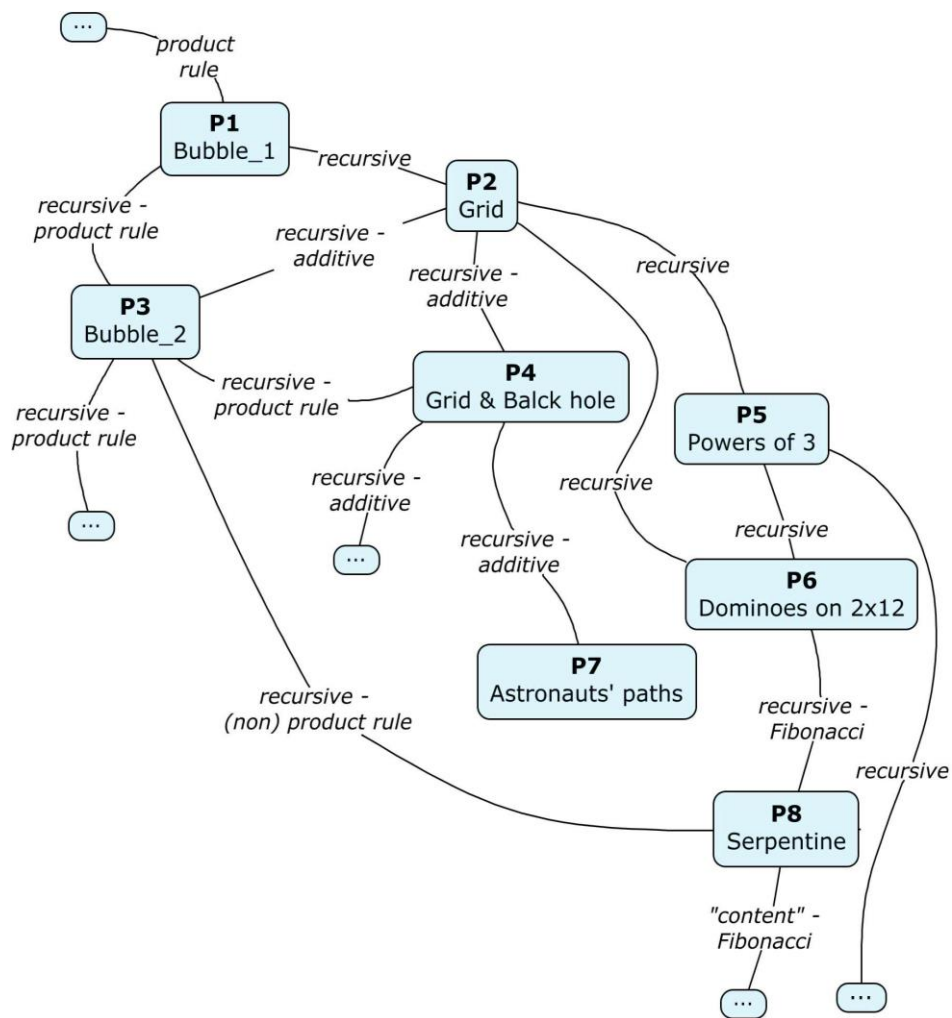 ...
product
rule
P1
Bubble_1
recursive
P2
Grid
recursive -
product rule
recursive -
additive
recursive -
additive
recursive
P3
Bubble_2
P4
Grid & Balck hole
recursive -
product rule
recursive -
product rule
P5
Powers of 3
recursive -
additive
recursive
...
recursive -
additive
recursive
...
P6
Dominoes on 2x12
P7
Astronauts' paths
recursive -
(non) product rule
recursive -
Fibonacci
recursive
P8
Serpentine
"content" -
Fibonacci
...
...